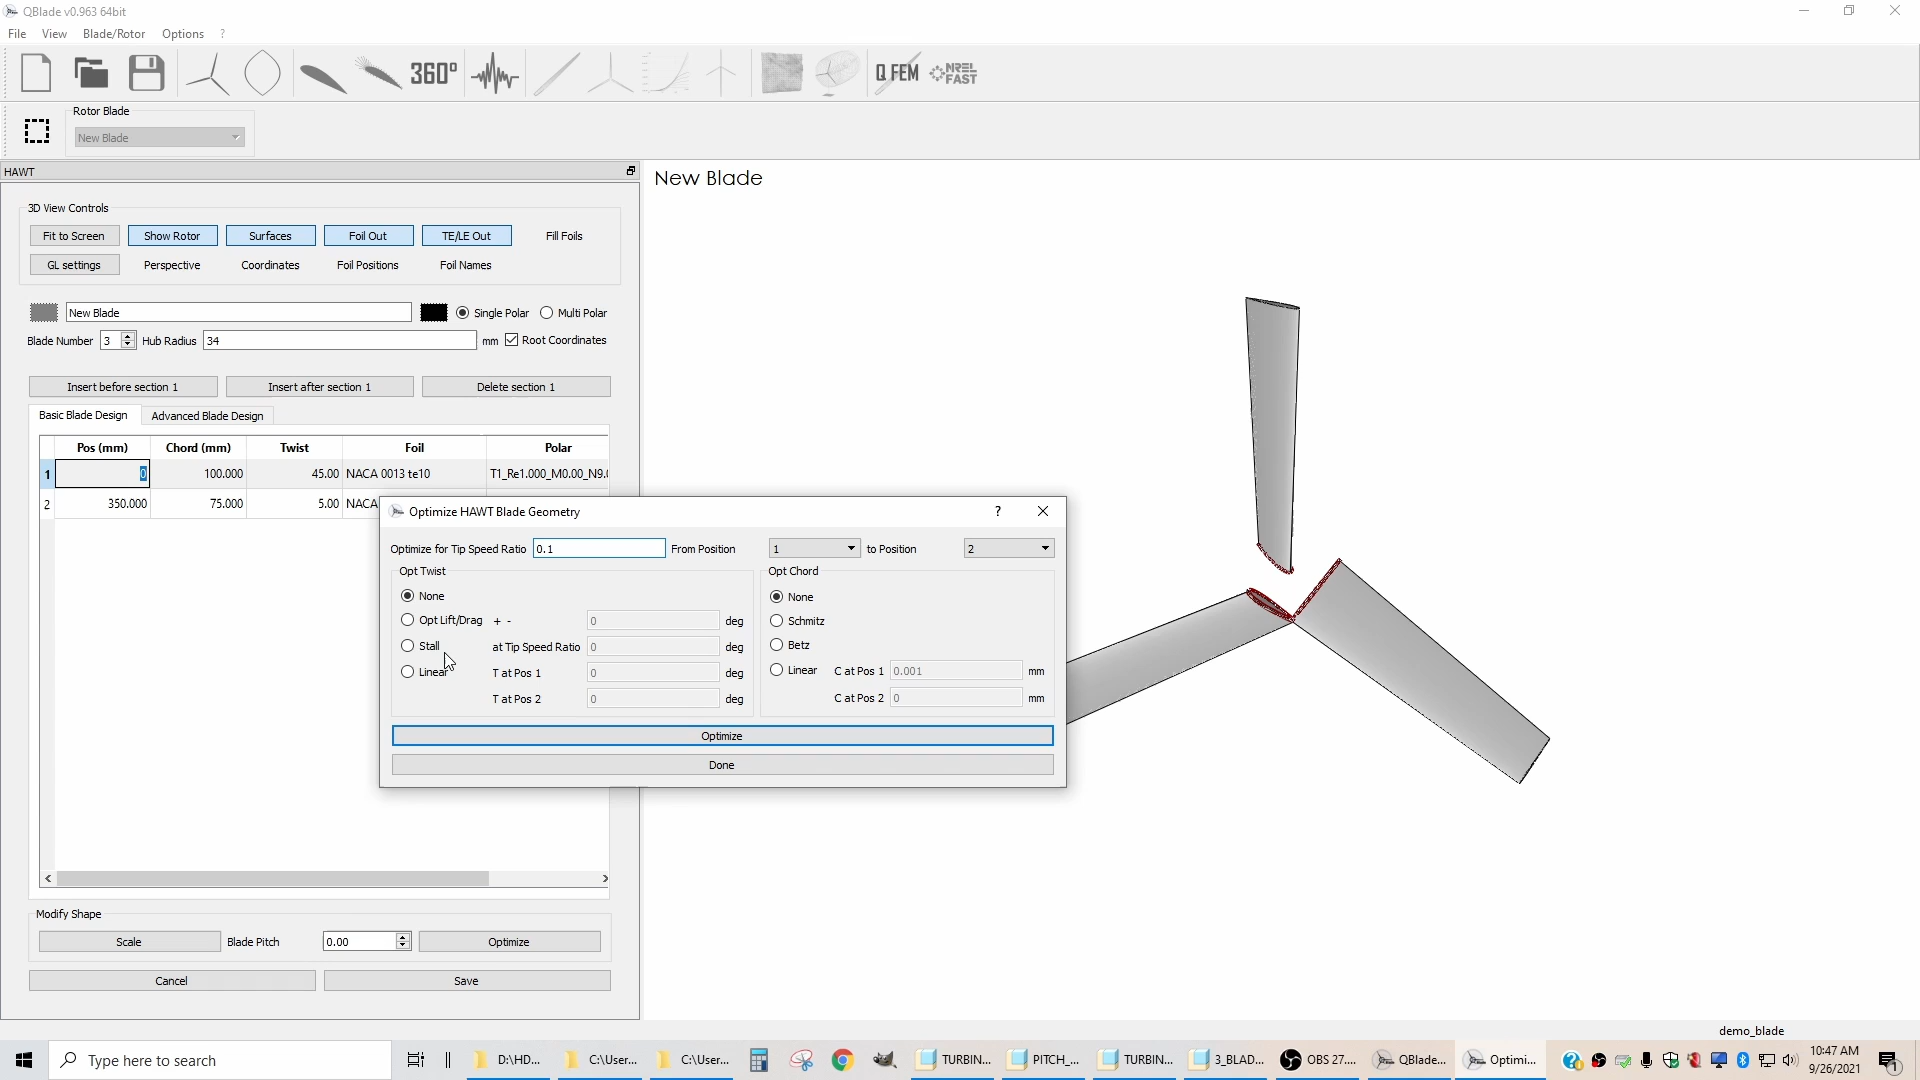 QBlade v0.963 64bit
File View Blade/Rotor Options ?
360° Q FEM NREL FAST
Rotor Blade
New Blade
HAWT
New Blade
3D View Controls
Fit to Screen Show Rotor Surfaces Foil Out TE/LE Out Fill Foils
GL settings Perspective Coordinates Foil Positions Foil Names
New Blade Single Polar Multi Polar
Blade Number 3 Hub Radius 34 mm Root Coordinates
Insert before section 1 Insert after section 1 Delete section 1
Basic Blade Design Advanced Blade Design
Pos (mm) Chord (mm) Twist Foil Polar
1 0 100.000 45.00 NACA 0013 te10 T1_Re1.000_M0.00_N9.(
2 350.000 75.000 5.00 NACA
Optimize HAWT Blade Geometry ?
Optimize for Tip Speed Ratio 0.1 From Position 1 to Position 2
Opt Twist Opt Chord
None None
Opt Lift/Drag + - 0 deg Schmitz
Stall at Tip Speed Ratio 0 deg Betz
Linear T at Pos 1 0 deg Linear C at Pos 1 0.001 mm
T at Pos 2 0 deg C at Pos 2 0 mm
Optimize
Done
Modify Shape
Scale Blade Pitch 0.00 Optimize
Cancel Save
demo_blade
Type here to search D:\HD... C:\User... C:\User... TURBIN... PITCH_... TURBIN... 3_BLAD... OBS 27.... QBlade... Optimi... 10:47 AM
9/26/2021 1